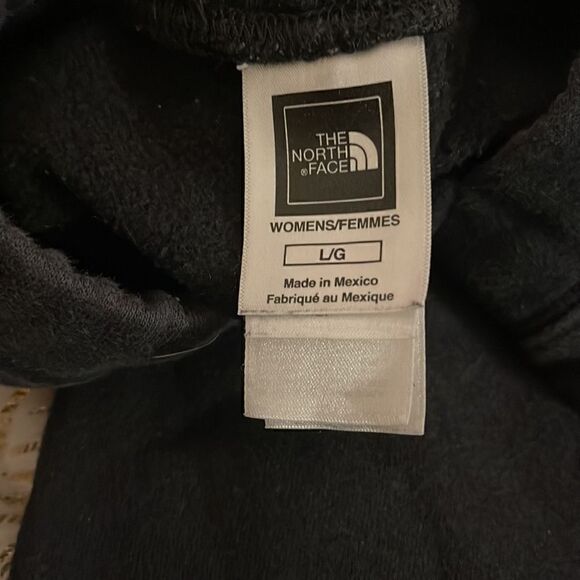 THE
NORTH
®FACE
WOMENS/FEMMES
L/G
Made in Mexico
Fabriqué au Mexique